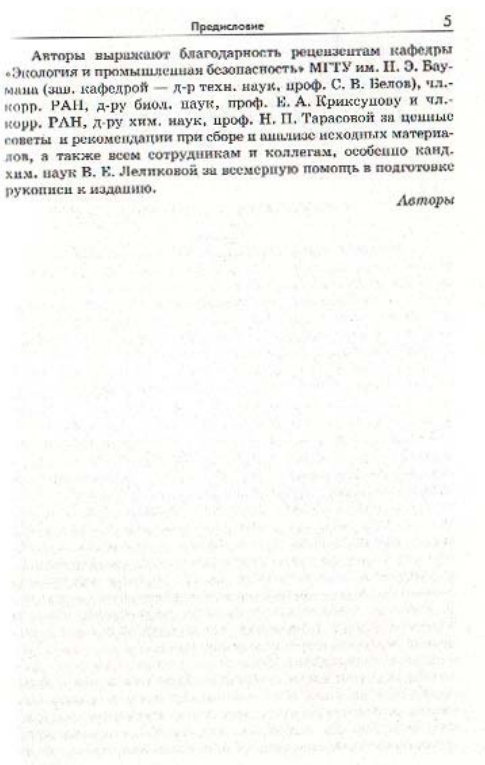 Предисловие 5
Авторы выражают благодарность рецензентам кафедры
«Экология и промышленная безопасность» МГТУ им. Н. Э. Бау-
мана (зав. кафедрой — д-р техн. наук, проф. С. В. Белов), чл.-
корр. РАН, д-ру биол. наук, проф. Е. А. Криксунову и чл.-
корр. РАН, д-ру хим. наук, проф. Н. П. Тарасовой за ценные
советы и рекомендации при сборе и анализе исходных материа-
лов, а также всем сотрудникам и коллегам, особенно канд.
хим. наук В. Е. Леликовой за всемерную помощь в подготовке
рукописи к изданию.
Авторы